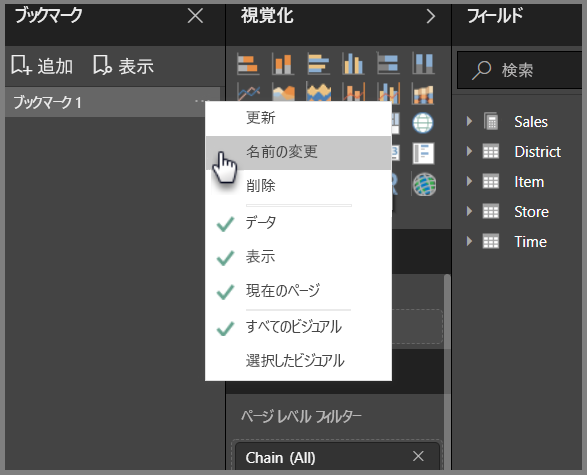 ブックマーク
追加
表示
ブックマーク 1
更新
名前の変更
削除
データ
表示
現在のページ
すべてのビジュアル
選択したビジュアル
視覚化
ページ レベル フィルター
Chain (All)
フィールド
検索
Sales
District
Item
Store
Time